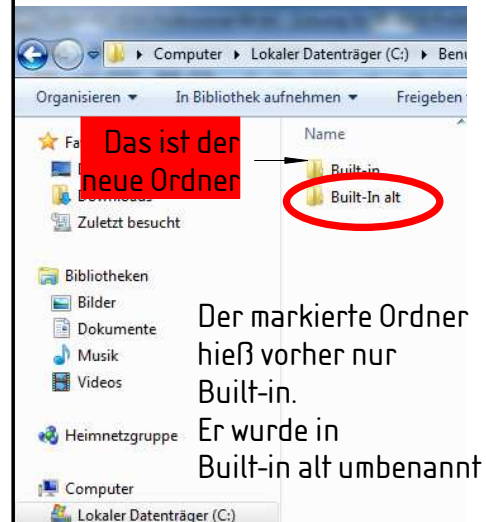 Computer ▸ Lokaler Datenträger (C:) ▸ Benu
Organisieren ▾ In Bibliothek aufnehmen ▾ Freigeben
Name
Fa
Das ist der
neue Ordner
D
Downloads
Zuletzt besucht
Built-in
Built-In alt
Bibliotheken
Bilder
Dokumente
Musik
Videos
Der markierte Ordner
hieß vorher nur
Built-in.
Er wurde in
Built-in alt umbenannt
Heimnetzgruppe
Computer
Lokaler Datenträger (C:)